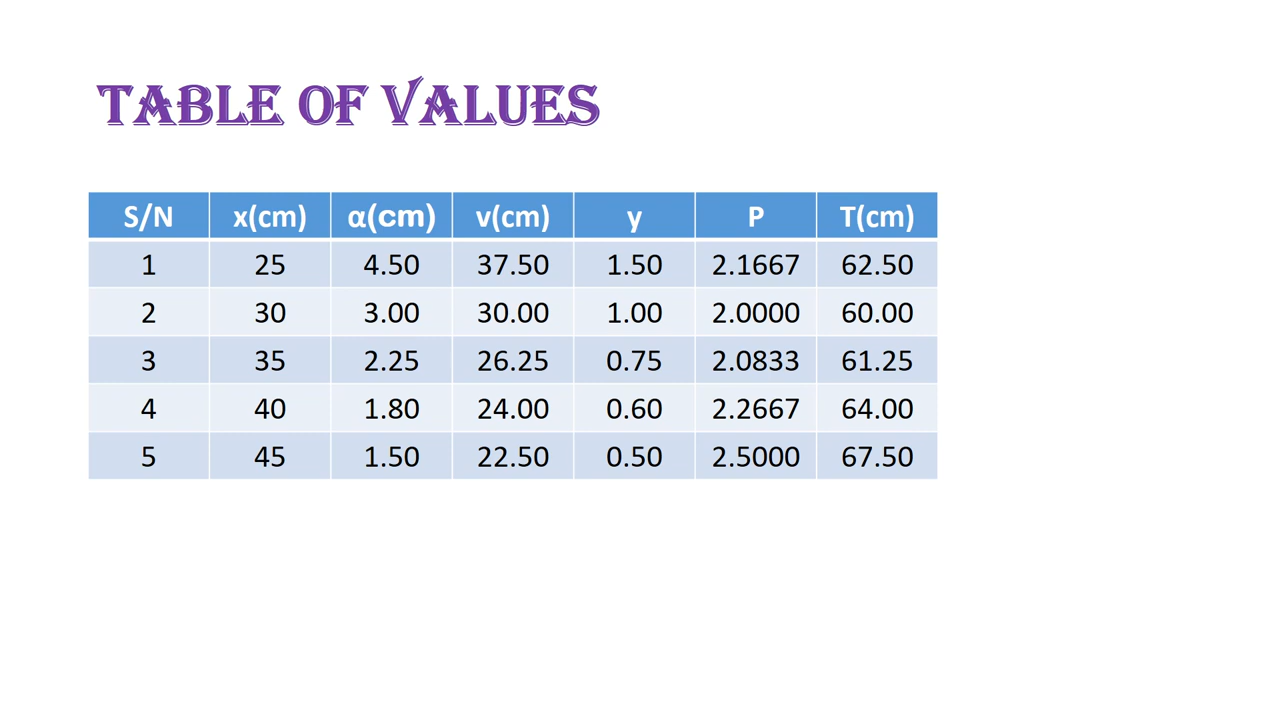 TABLE OF VALUES
S/N x(cm) α(cm) v(cm) y P T(cm)
1 25 4.50 37.50 1.50 2.1667 62.50
2 30 3.00 30.00 1.00 2.0000 60.00
3 35 2.25 26.25 0.75 2.0833 61.25
4 40 1.80 24.00 0.60 2.2667 64.00
5 45 1.50 22.50 0.50 2.5000 67.50